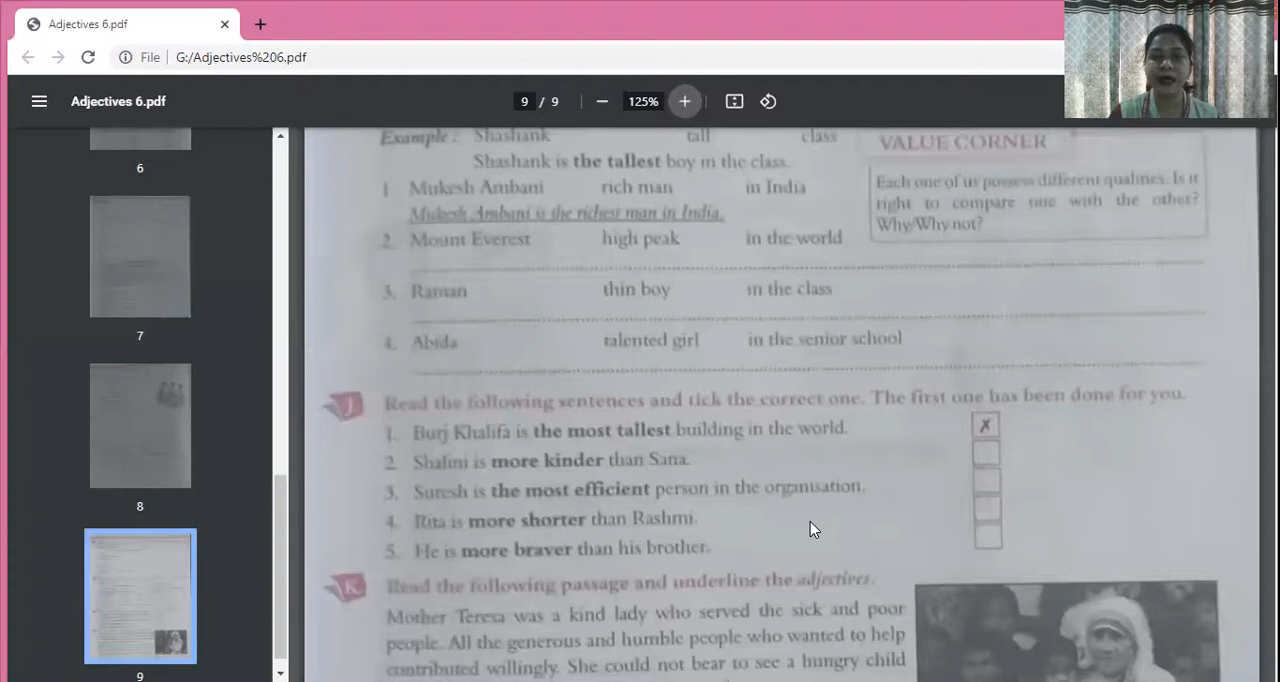 Adjectives 6.pdf
File
G:/Adjectives%206.pdf
Adjectives 6.pdf
9 / 9
125%
6
7
8
9
Example : Shashank tall class
Shashank is the tallest boy in the class.
1 Mukesh Ambani rich man in India
Mukesh Ambani is the richest man in India.
2. Mount Everest high peak in the world
3. Raman thin boy in the class
4. Abida talented girl in the senior school
VALUE CORNER
Each one of us possess different qualities. Is it
right to compare one with the other?
Why/Why not?
J Read the following sentences and tick the correct one. The first one has been done for you.
1. Burj Khalifa is the most tallest building in the world. ✗
2. Shalini is more kinder than Sana.
3. Suresh is the most efficient person in the organisation.
4. Rita is more shorter than Rashmi.
5. He is more braver than his brother.
K Read the following passage and underline the adjectives.
Mother Teresa was a kind lady who served the sick and poor
people. All the generous and humble people who wanted to help
contributed willingly. She could not bear to see a hungry child